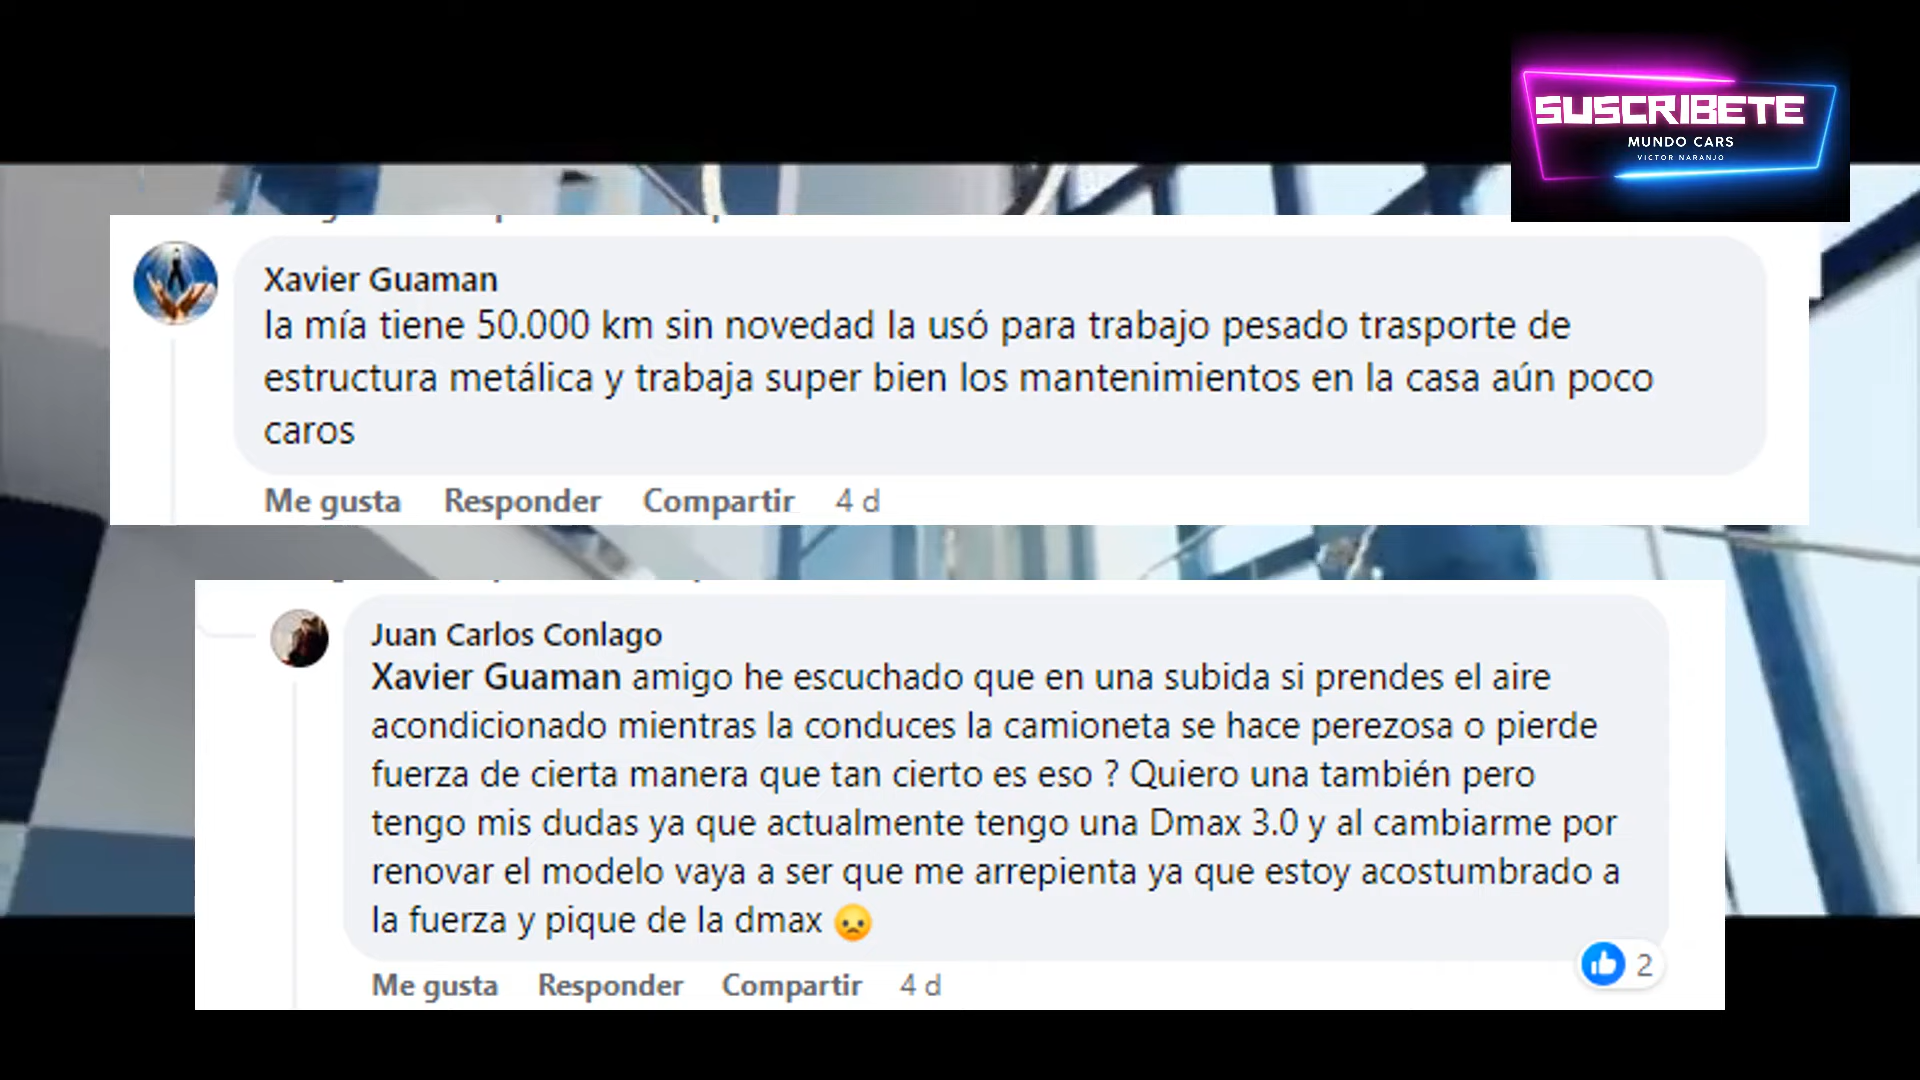 SUSCRIBETE
MUNDO CARS
VICTOR NARANJO
Xavier Guaman
la mía tiene 50.000 km sin novedad la usó para trabajo pesado trasporte de
estructura metálica y trabaja super bien los mantenimientos en la casa aún poco
caros
Me gusta Responder Compartir 4 d
Juan Carlos Conlago
Xavier Guaman amigo he escuchado que en una subida si prendes el aire
acondicionado mientras la conduces la camioneta se hace perezosa o pierde
fuerza de cierta manera que tan cierto es eso ? Quiero una también pero
tengo mis dudas ya que actualmente tengo una Dmax 3.0 y al cambiarme por
renovar el modelo vaya a ser que me arrepienta ya que estoy acostumbrado a
la fuerza y pique de la dmax 😞
2
Me gusta Responder Compartir 4 d